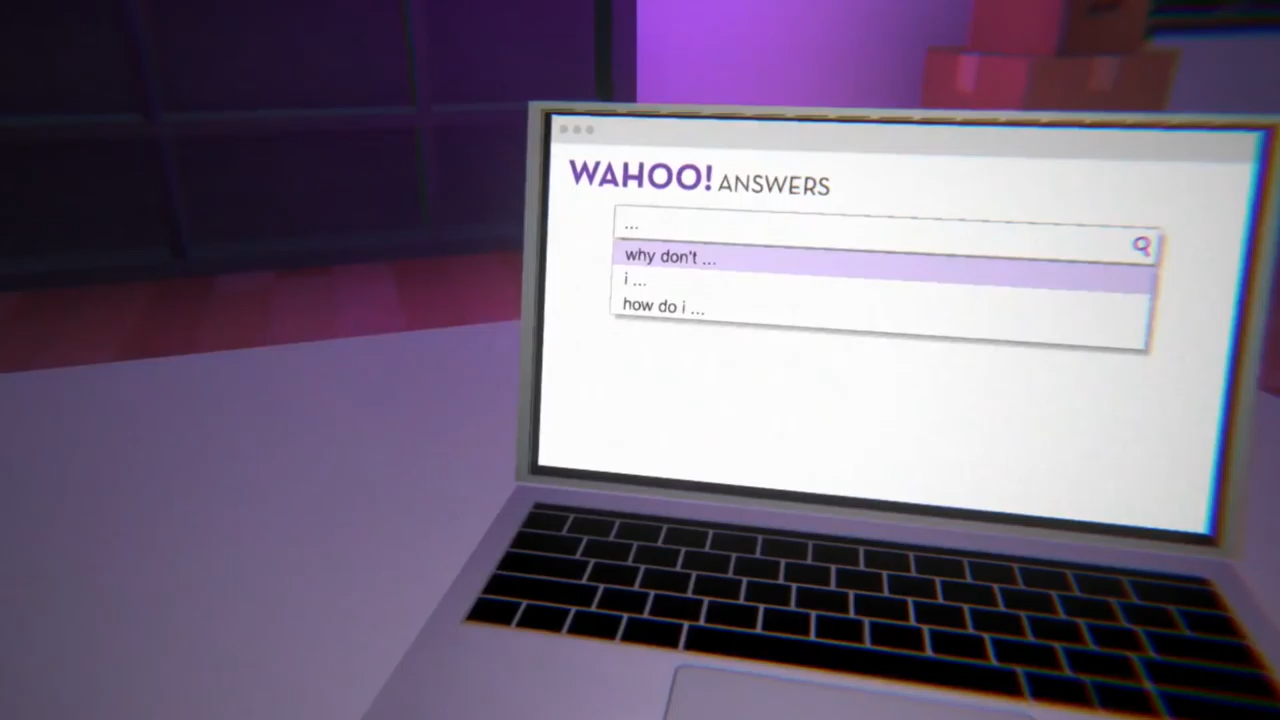 WAHOO! ANSWERS
...
why don't ...
i ...
how do i ...